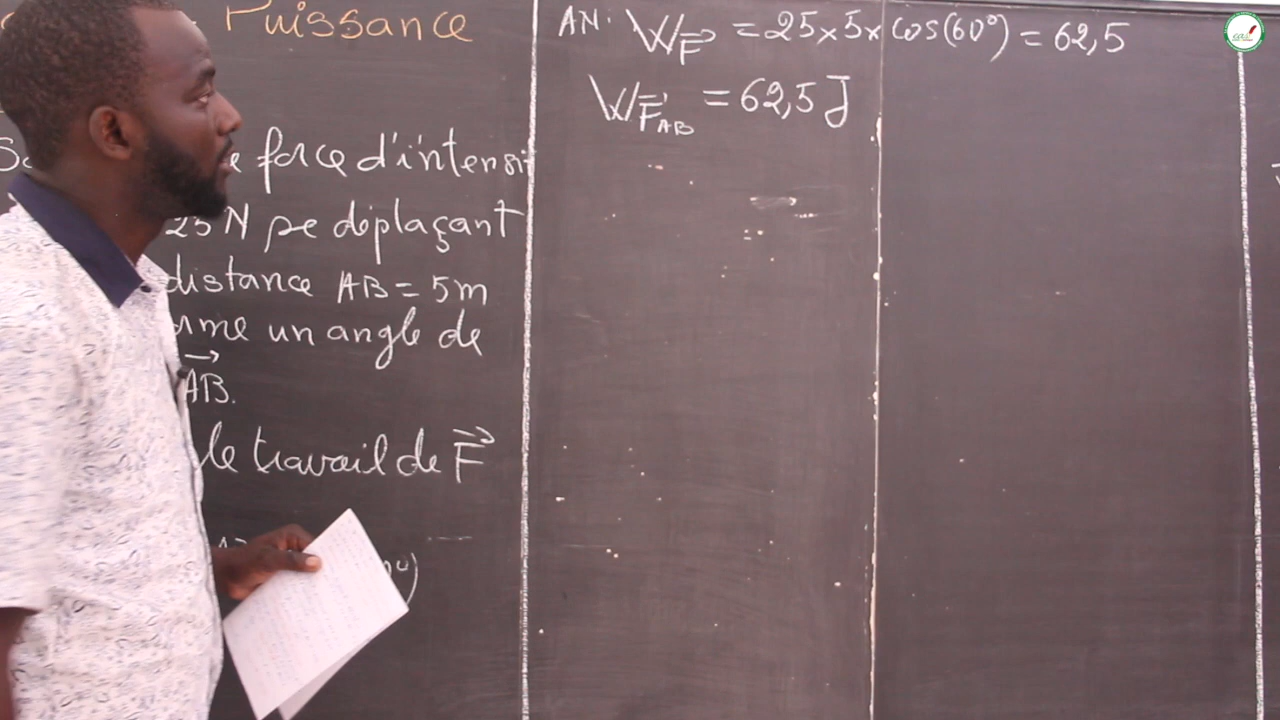 Puissance
force d'intensi
25 N se déplaçant
distance AB = 5m
un angle de
AB.
le travail de F
AN: W F = 25 x 5 x cos(60°) = 62,5
W F AB = 62,5 J